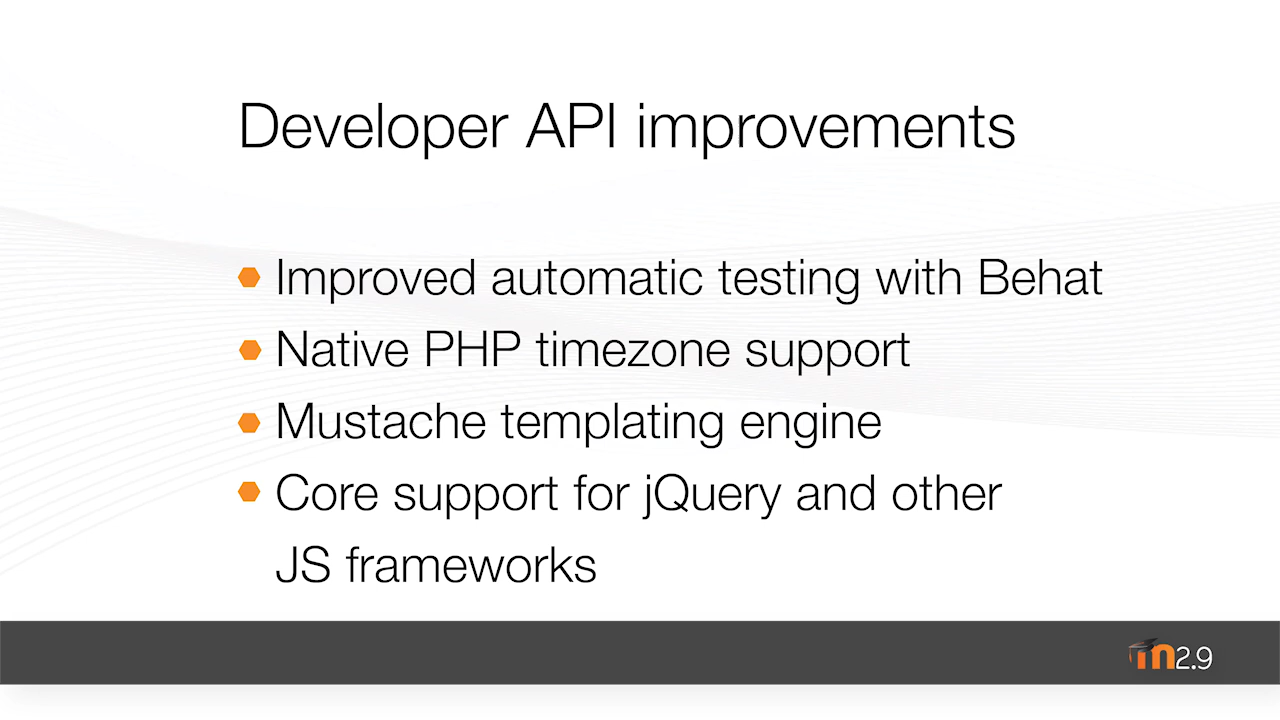 Developer API improvements
Improved automatic testing with Behat
Native PHP timezone support
Mustache templating engine
Core support for jQuery and other
JS frameworks
m2.9